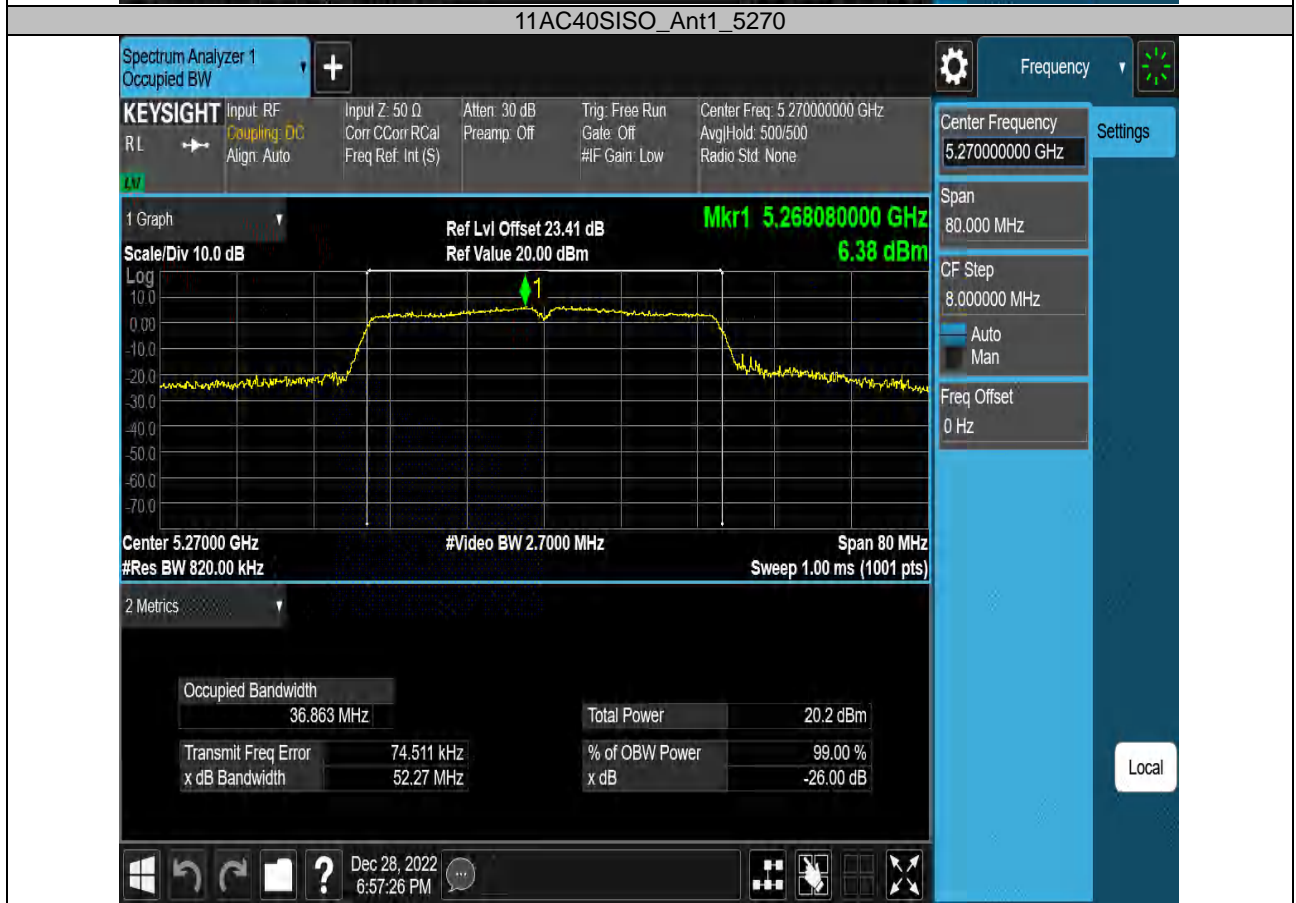 11AC40SISO_Ant1_5270
Spectrum Analyzer 1
Occupied BW
Frequency
KEYSIGHT
RL
Input: RF
Coupling: DC
Align: Auto
Input Z: 50 Ω
Corr CCorr RCal
Freq Ref: Int (S)
Atten: 30 dB
Preamp: Off
Trig: Free Run
Gate: Off
#IF Gain: Low
Center Freq: 5.270000000 GHz
Avg|Hold: 500/500
Radio Std: None
Center Frequency
5.270000000 GHz
Settings
Span
80.000 MHz
CF Step
8.000000 MHz
Auto
Man
Freq Offset
0 Hz
1 Graph
Scale/Div 10.0 dB
Ref Lvl Offset 23.41 dB
Ref Value 20.00 dBm
Mkr1 5.268080000 GHz
6.38 dBm
Log
10.0
0.00
-10.0
-20.0
-30.0
-40.0
-50.0
-60.0
-70.0
1
Center 5.27000 GHz
#Video BW 2.7000 MHz
Span 80 MHz
#Res BW 820.00 kHz
Sweep 1.00 ms (1001 pts)
2 Metrics
Occupied Bandwidth
36.863 MHz
Total Power 20.2 dBm
Transmit Freq Error 74.511 kHz
% of OBW Power 99.00 %
x dB Bandwidth 52.27 MHz
x dB -26.00 dB
Local
?
Dec 28, 2022
6:57:26 PM